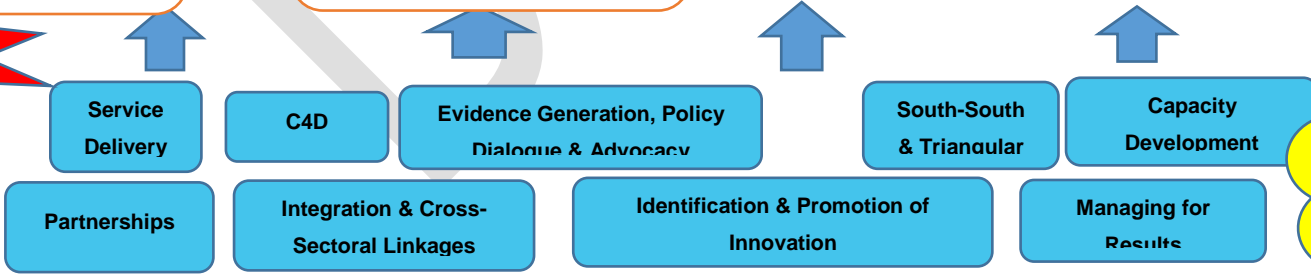 Service
Delivery
C4D
Evidence Generation, Policy
Dialogue & Advocacy
South-South
& Triangular
Capacity
Development
Partnerships
Integration & Cross-
Sectoral Linkages
Identification & Promotion of
Innovation
Managing for
Results